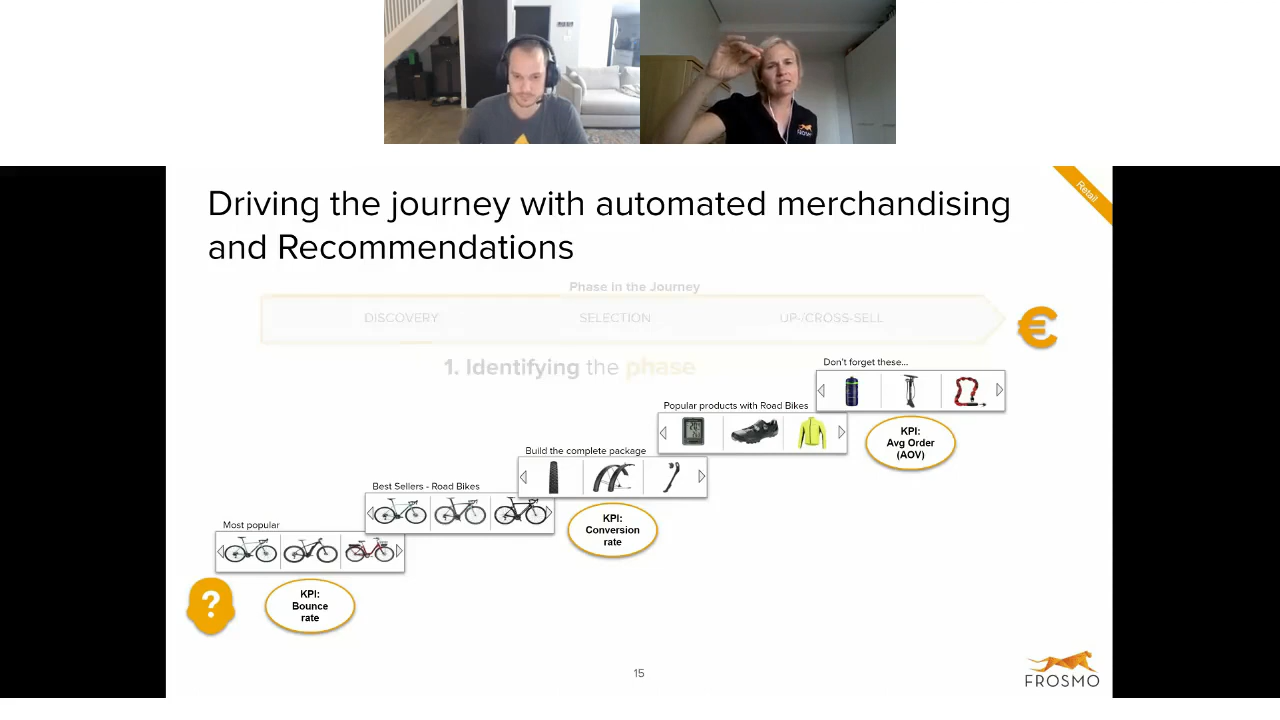 FROSMO
Driving the journey with automated merchandising
and Recommendations
Retail
Phase in the Journey
DISCOVERY
SELECTION
UP-/CROSS-SELL
€
1. Identifying the phase
Don't forget these...
Popular products with Road Bikes
KPI:
Avg Order
(AOV)
Build the complete package
Best Sellers - Road Bikes
KPI:
Conversion
rate
Most popular
?
KPI:
Bounce
rate
15
FROSMO